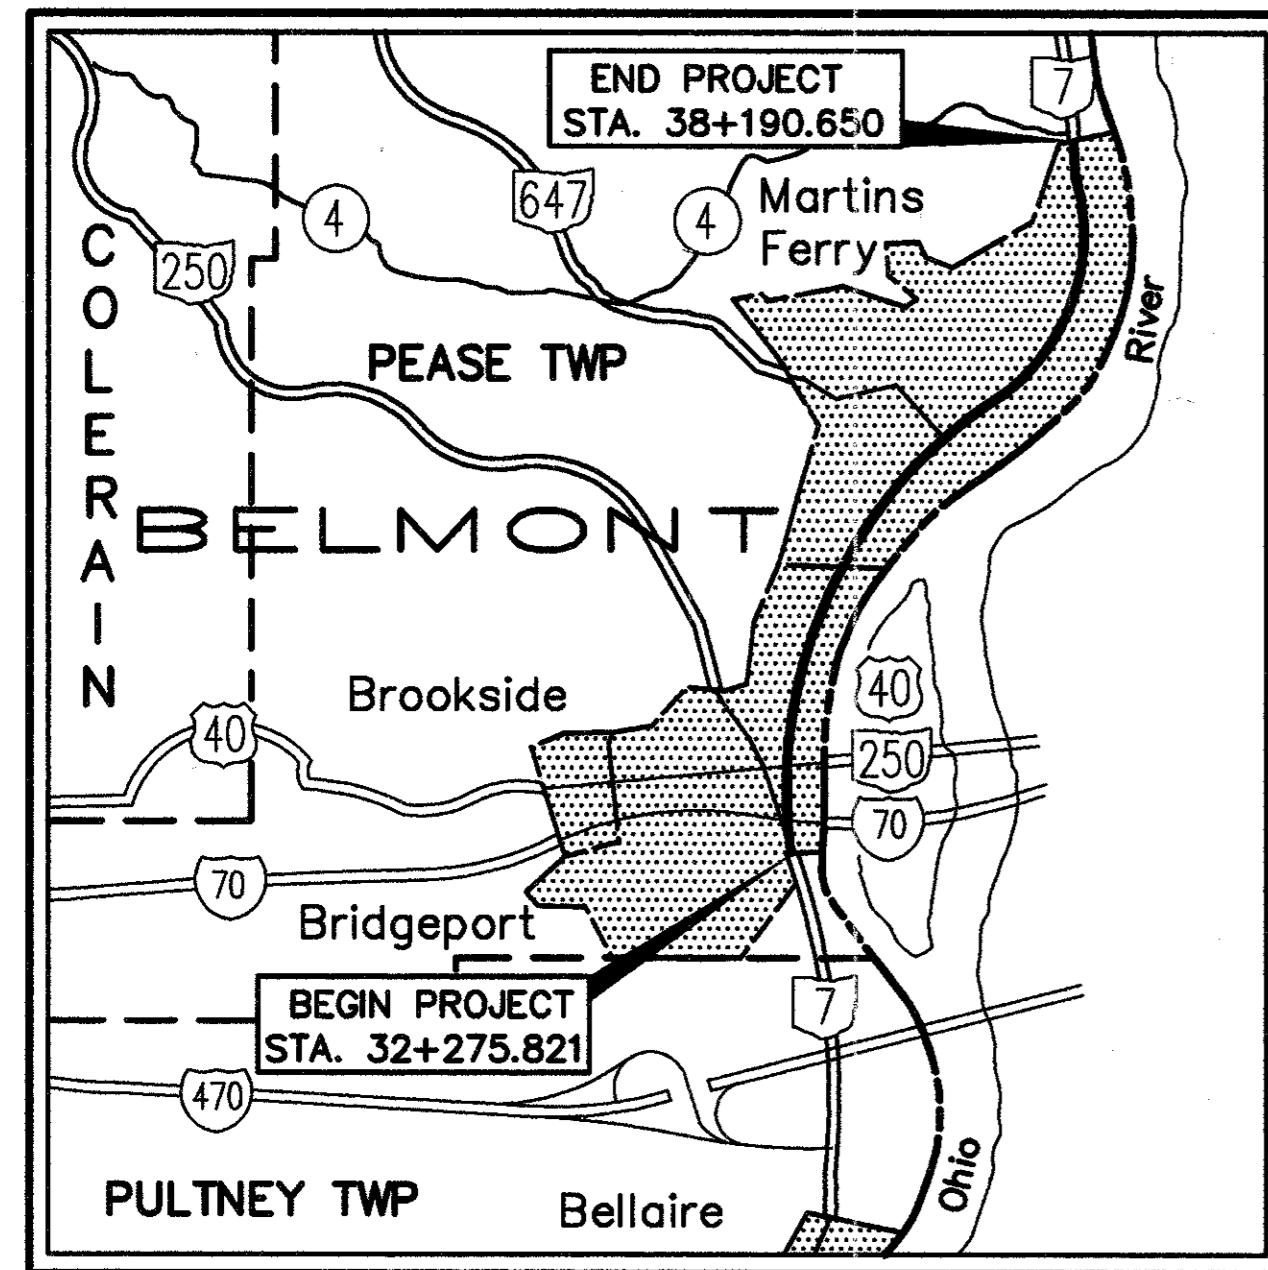 END PROJECT
STA. 38+190.650
7
647
4
4
Martins
Ferry
250
COLERAIN
River
PEASE TWP
BELMONT
Brookside
40
40
250
70
70
Bridgeport
BEGIN PROJECT
STA. 32+275.821
7
470
Ohio
PULTNEY TWP
Bellaire